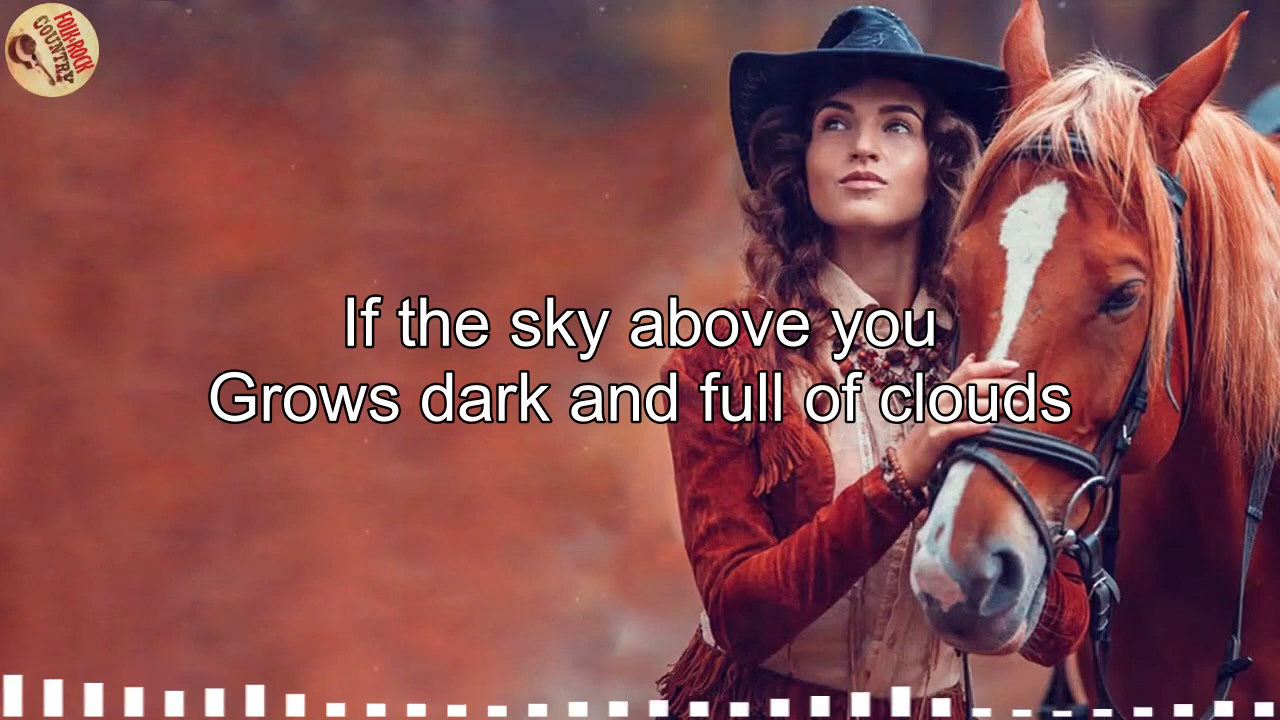 FOLK-ROCK
COUNTRY
If the sky above you
Grows dark and full of clouds